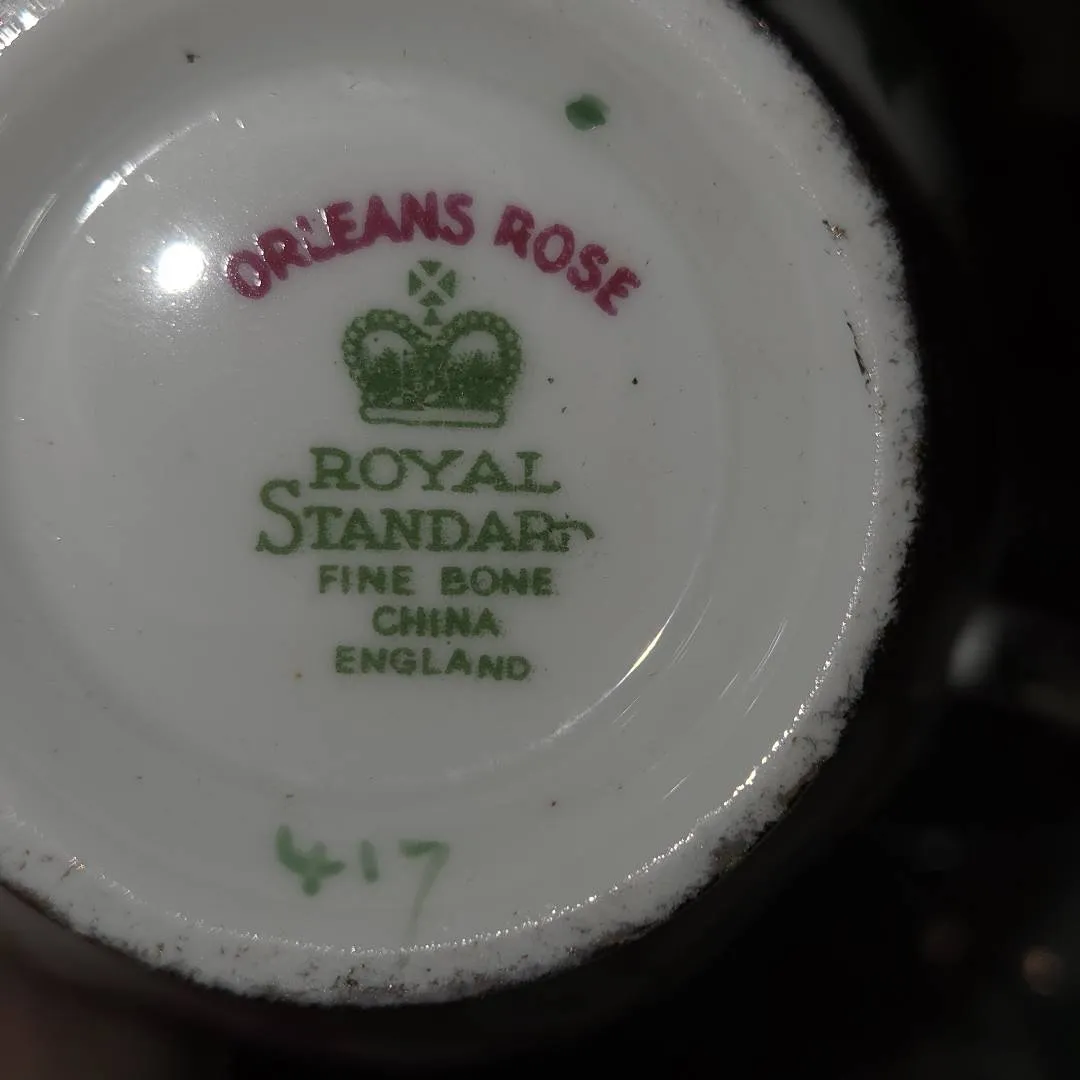 ORLEANS ROSE
ROYAL
STANDARD
FINE BONE
CHINA
ENGLAND
417